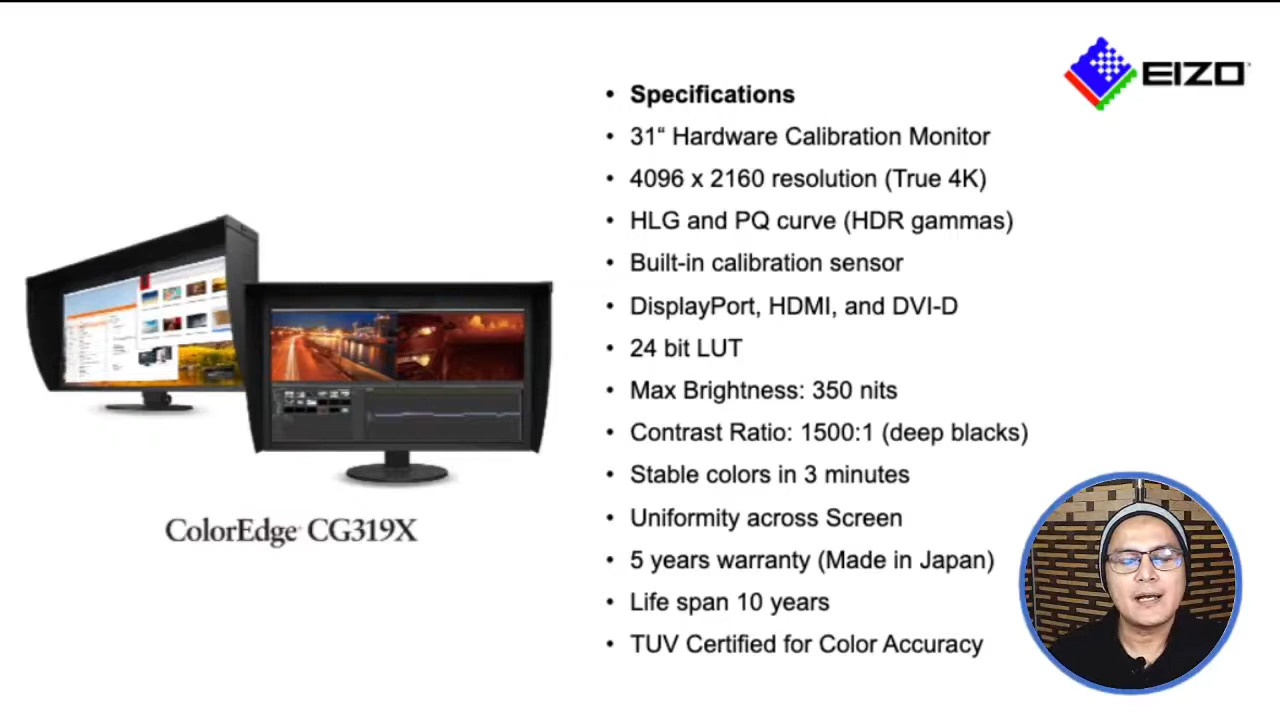 EIZO
• Specifications
• 31“ Hardware Calibration Monitor
• 4096 x 2160 resolution (True 4K)
• HLG and PQ curve (HDR gammas)
• Built-in calibration sensor
• DisplayPort, HDMI, and DVI-D
• 24 bit LUT
• Max Brightness: 350 nits
• Contrast Ratio: 1500:1 (deep blacks)
• Stable colors in 3 minutes
• Uniformity across Screen
• 5 years warranty (Made in Japan)
• Life span 10 years
• TUV Certified for Color Accuracy
ColorEdge CG319X